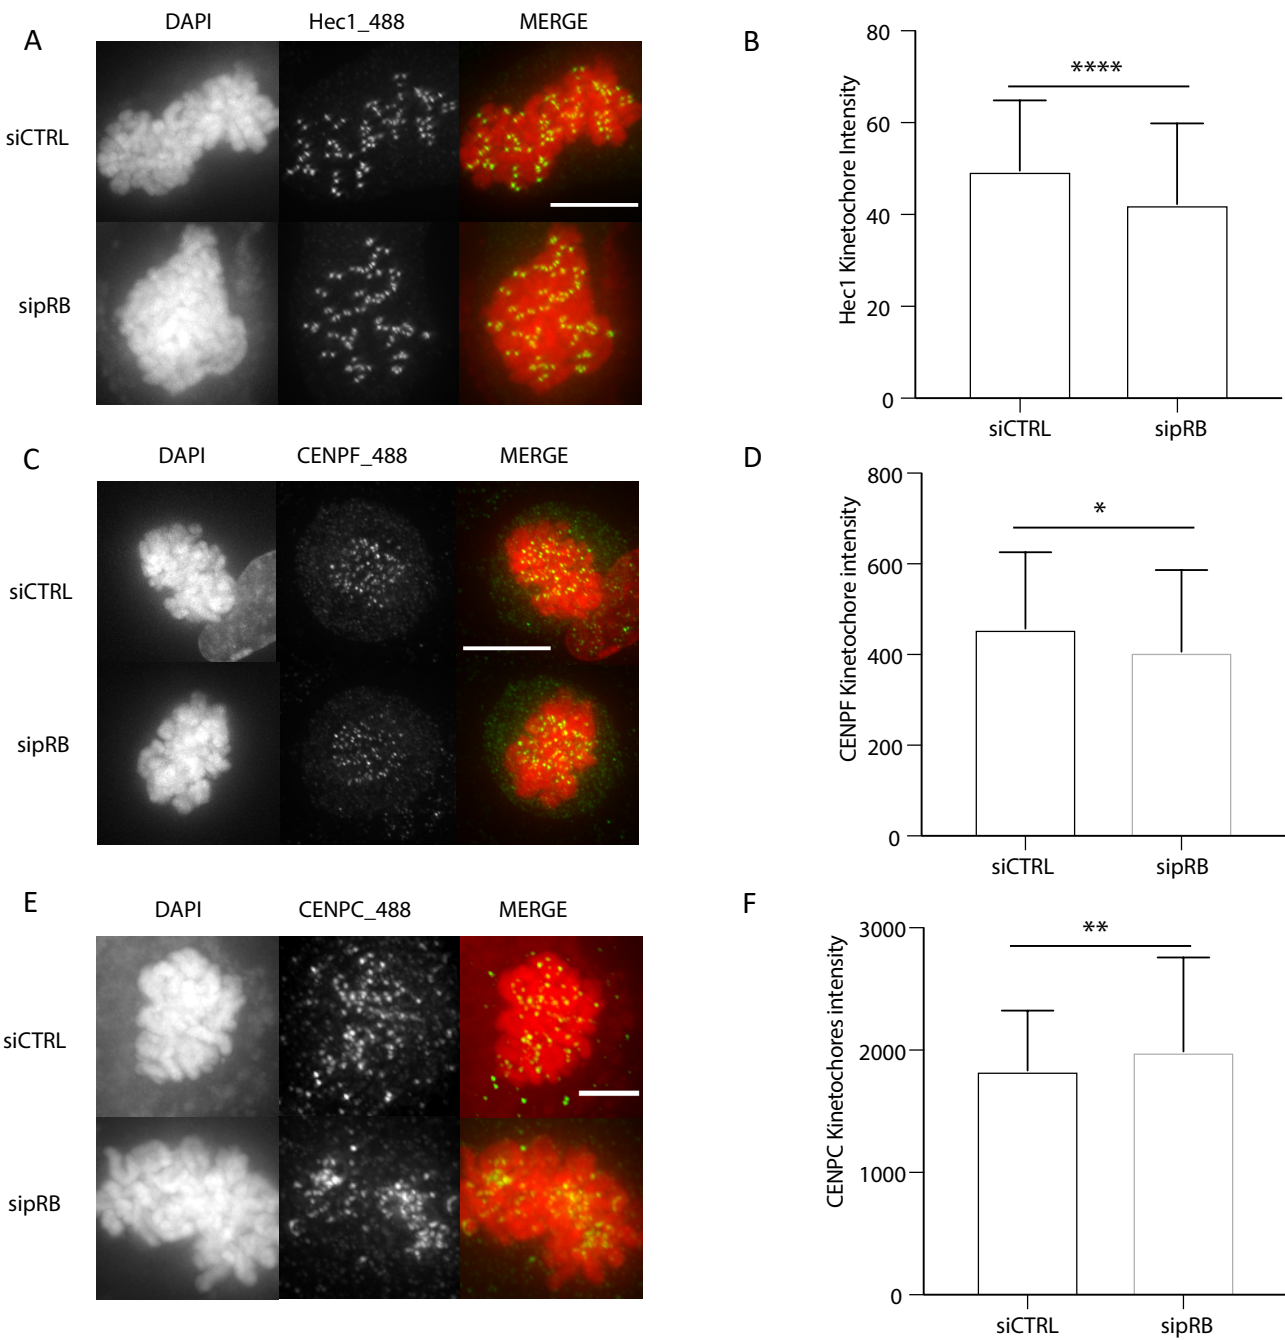 A
DAPI
Hec1_488
MERGE
siCTRL
sipRB
B
Hec1 Kinetochore Intensity
80
60
40
20
0
****
siCTRL
sipRB
C
DAPI
CENPF_488
MERGE
siCTRL
sipRB
D
CENPF Kinetochore intensity
800
600
400
200
0
*
siCTRL
sipRB
E
DAPI
CENPC_488
MERGE
siCTRL
sipRB
F
CENPC Kinetochores intensity
3000
2000
1000
0
**
siCTRL
sipRB